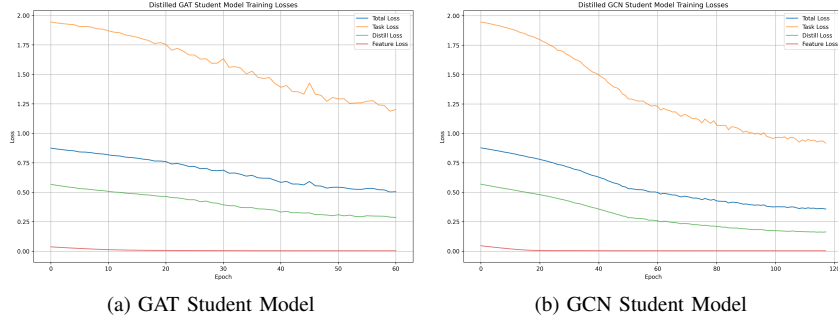 Distilled GAT Student Model Training Losses
2.00
1.75
1.50
1.25
1.00
0.75
0.50
0.25
0.00
Loss
Total Loss
Task Loss
Distill Loss
Feature Loss
0 10 20 30 40 50 60
Epoch
(a) GAT Student Model
Distilled GCN Student Model Training Losses
2.00
1.75
1.50
1.25
1.00
0.75
0.50
0.25
0.00
Loss
Total Loss
Task Loss
Distill Loss
Feature Loss
0 20 40 60 80 100 120
Epoch
(b) GCN Student Model